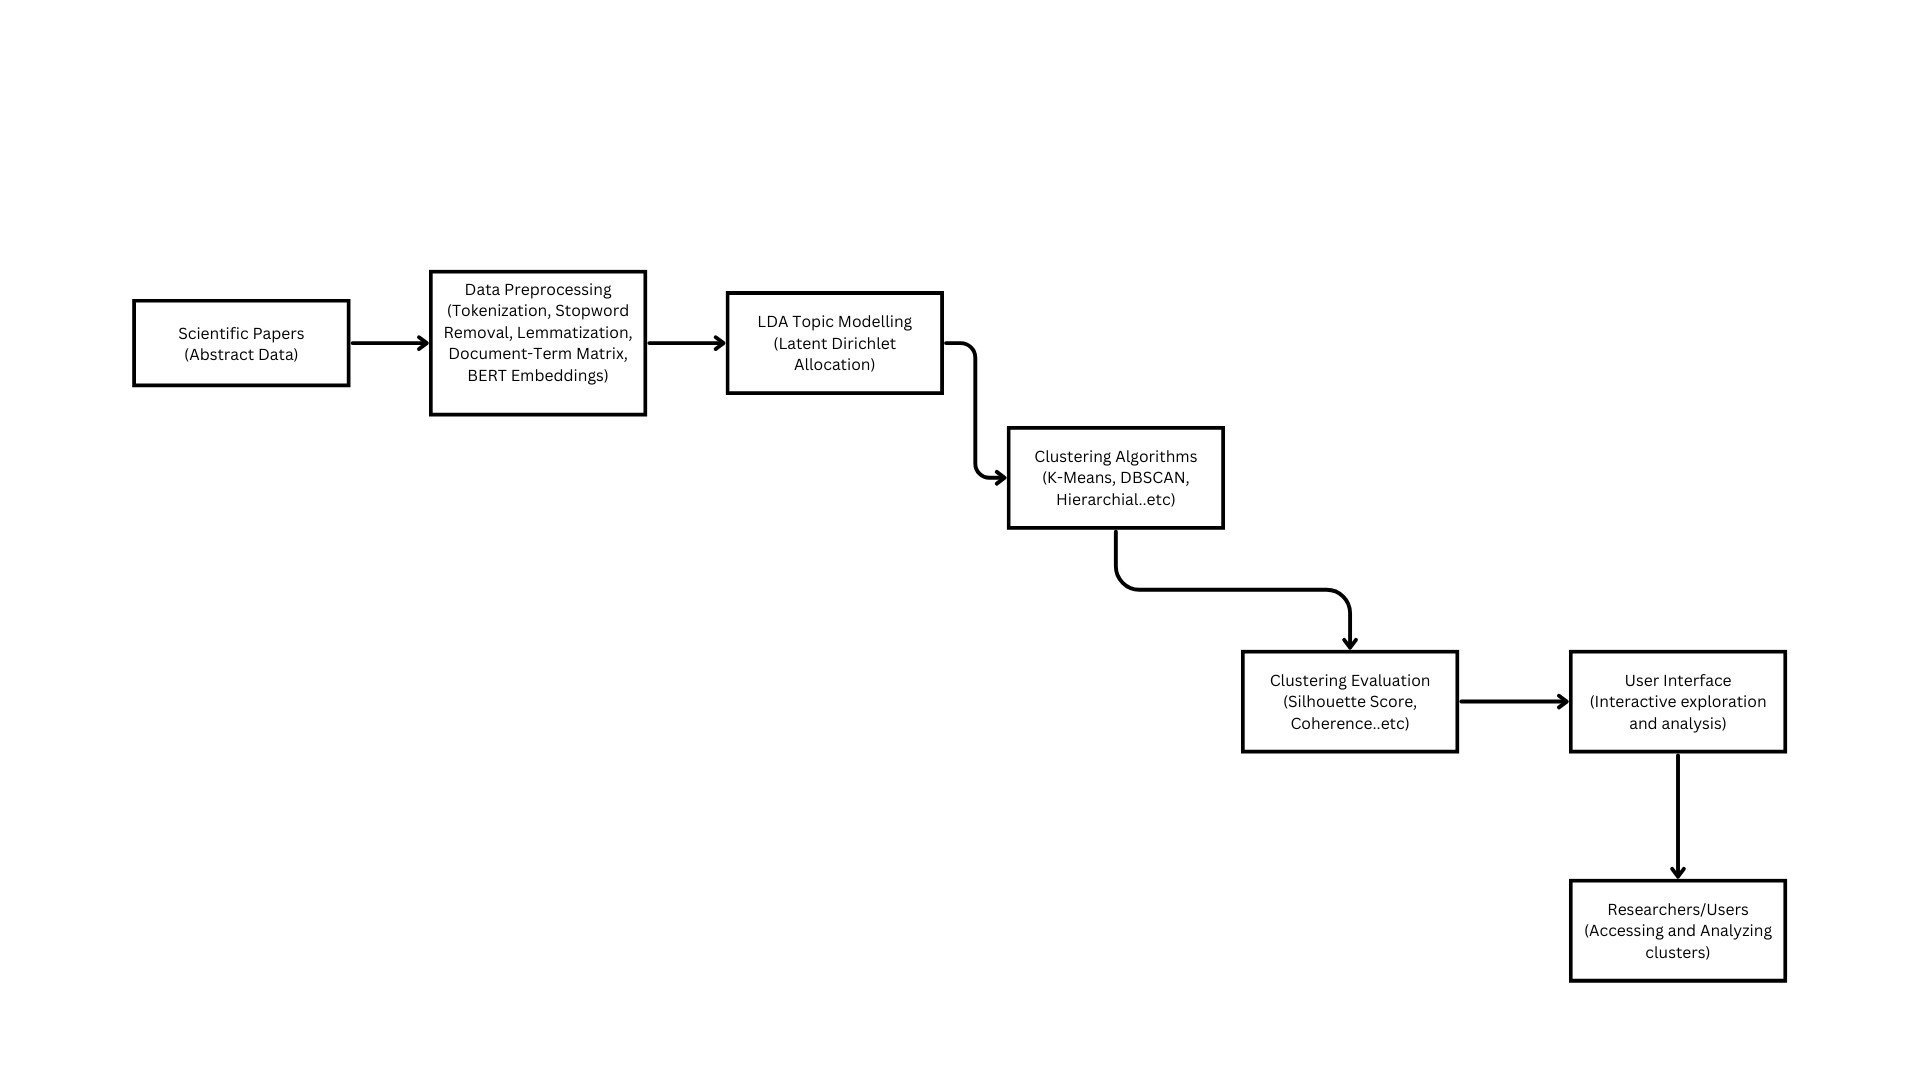 Scientific Papers
(Abstract Data)
Data Preprocessing
(Tokenization, Stopword
Removal, Lemmatization,
Document-Term Matrix,
BERT Embeddings)
LDA Topic Modelling
(Latent Dirichlet
Allocation)
Clustering Algorithms
(K-Means, DBSCAN,
Hierarchial..etc)
Clustering Evaluation
(Silhouette Score,
Coherence..etc)
User Interface
(Interactive exploration
and analysis)
Researchers/Users
(Accessing and Analyzing
clusters)